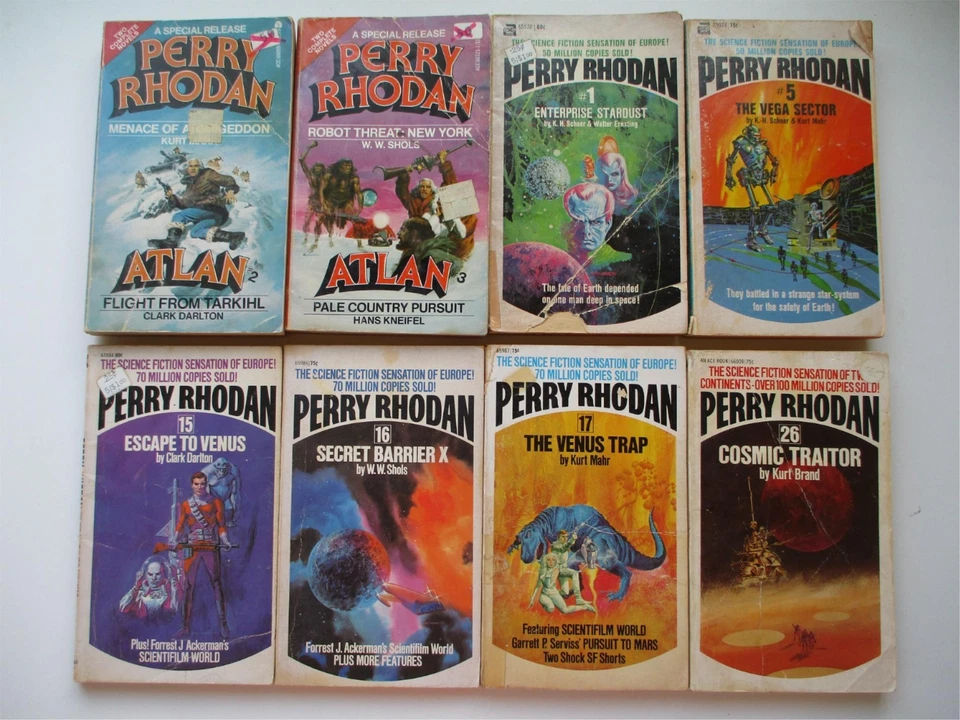 TWO COMPLETE NOVELS
A SPECIAL RELEASE
PERRY
RHODAN
MENACE OF
KURT
ATLAN 2
FLIGHT FROM TARKIHL
CLARK DARLTON
TWO COMPLETE NOVELS
A SPECIAL RELEASE
PERRY
RHODAN
ROBOT THREAT: NEW YORK
W. W. SHOLS
ATLAN 3
PALE COUNTRY PURSUIT
HANS KNEIFEL
THE SCIENCE FICTION SENSATION OF EUROPE!
50 MILLION COPIES SOLD!
PERRY RHODAN
#1
ENTERPRISE STARDUST
by K. H. Scheer & Walter Ernsting
The fate of Earth depended
on one man deep in space!
75¢
THE SCIENCE FICTION SENSATION OF EUROPE!
50 MILLION COPIES SOLD!
PERRY RHODAN
#5
THE VEGA SECTOR
by K. H. Scheer & Kurt Mahr
They battled in a strange star-system
for the safety of Earth!
THE SCIENCE FICTION SENSATION OF EUROPE!
70 MILLION COPIES SOLD!
PERRY RHODAN
15
ESCAPE TO VENUS
by Clark Darlton
Plus! Forrest J Ackerman's
SCIENTIFILM WORLD
75¢
THE SCIENCE FICTION SENSATION OF EUROPE!
70 MILLION COPIES SOLD!
PERRY RHODAN
16
SECRET BARRIER X
by W. W. Shols
Forrest J. Ackerman's Scientifilm World
PLUS MORE FEATURES
75¢
THE SCIENCE FICTION SENSATION OF EUROPE!
70 MILLION COPIES SOLD!
PERRY RHODAN
17
THE VENUS TRAP
by Kurt Mahr
Featuring SCIENTIFILM WORLD
Garrett P. Serviss' PURSUIT TO MARS
Two Shock SF Shorts
AN ACE BOOK 75¢
THE SCIENCE FICTION SENSATION OF
CONTINENTS-OVER 100 MILLION COPIES SOLD!
PERRY RHODAN
26
COSMIC TRAITOR
by Kurt Brand